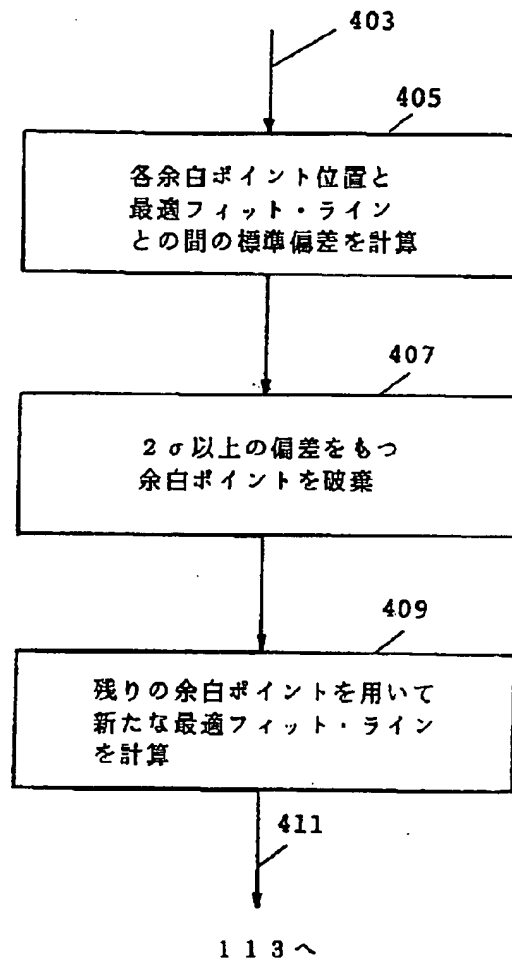 403
405
各余白ポイント位置と
最適フィット・ライン
との間の標準偏差を計算
407
2σ以上の偏差をもつ
余白ポイントを破棄
409
残りの余白ポイントを用いて
新たな最適フィット・ライン
を計算
411
113へ